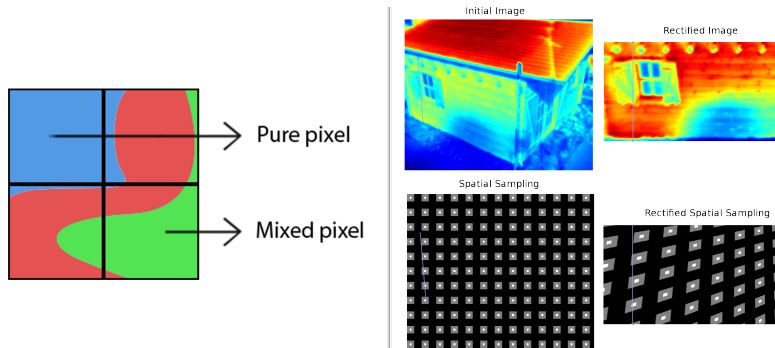 Pure pixel
Mixed pixel
Initial Image
Rectified Image
Spatial Sampling
Rectified Spatial Sampling